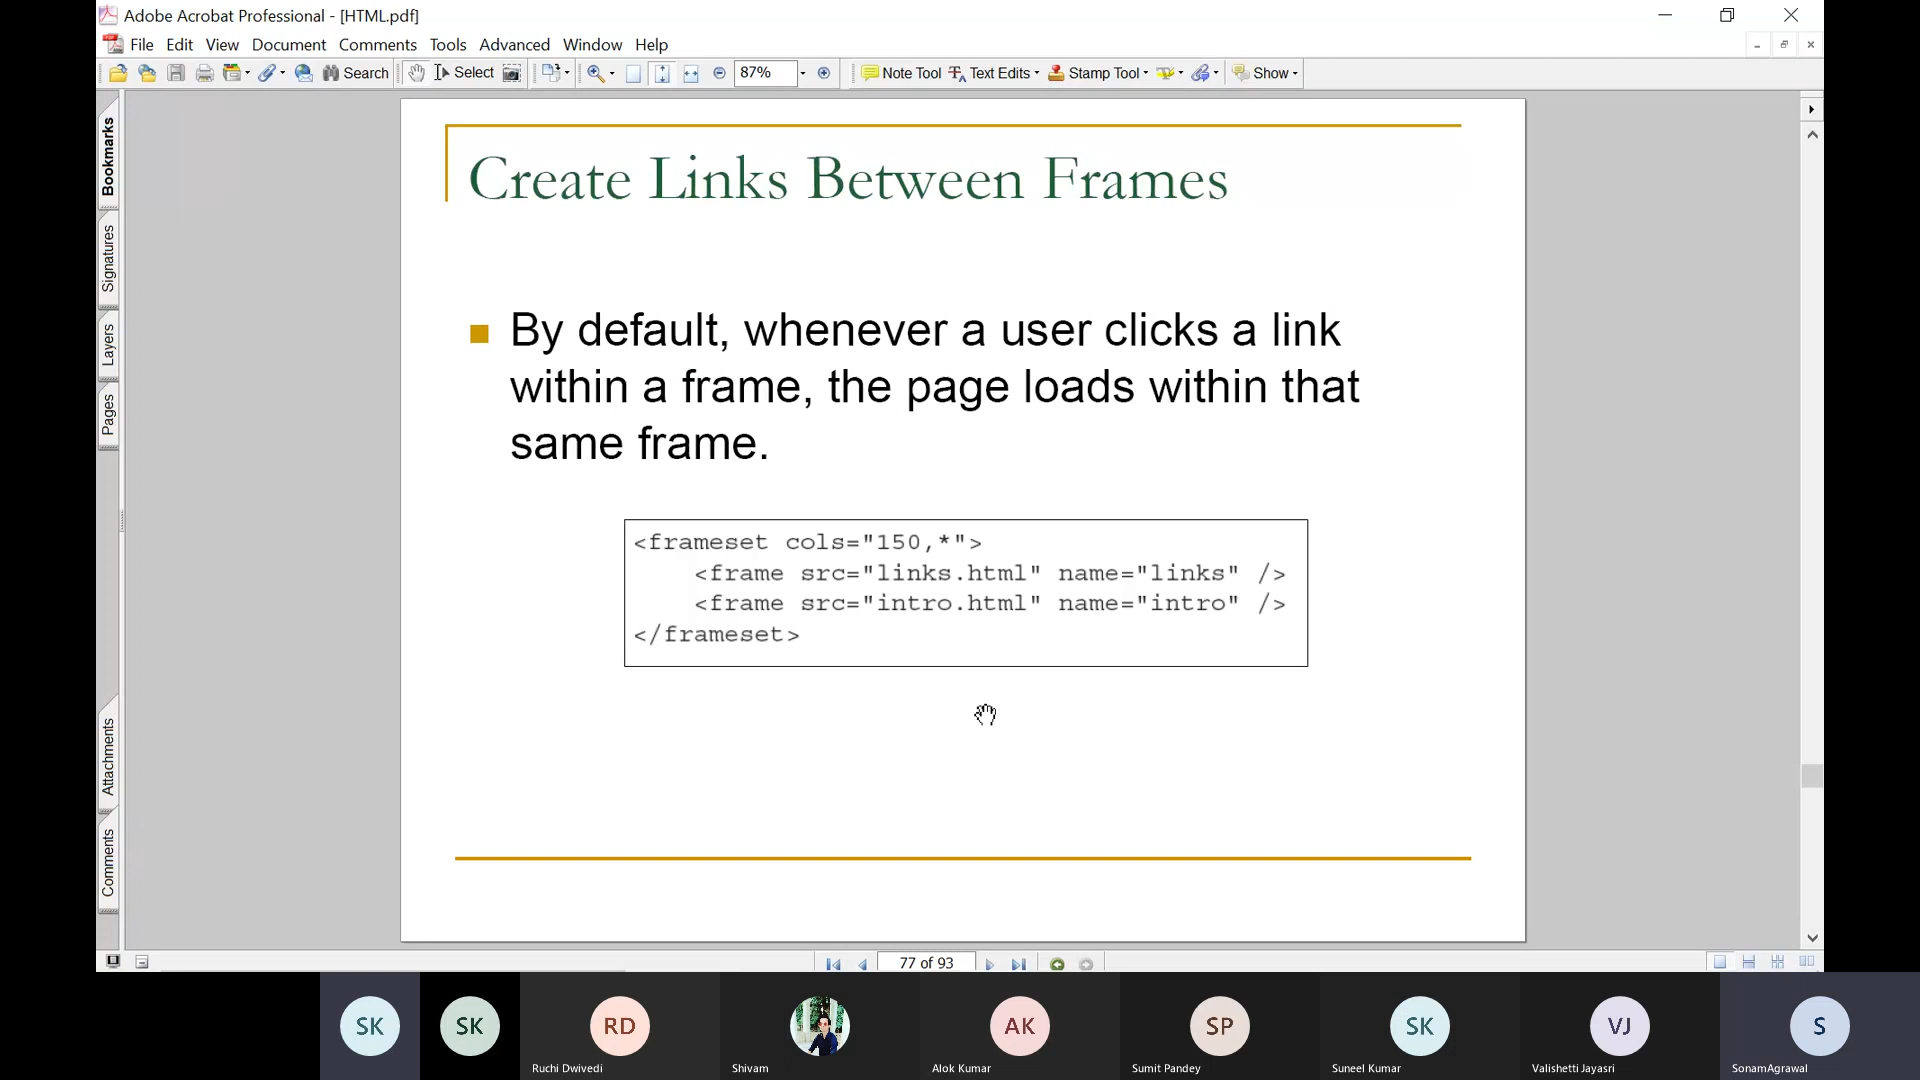 Adobe Acrobat Professional - [HTML.pdf]
File Edit View Document Comments Tools Advanced Window Help
Search Select 87% Note Tool Text Edits Stamp Tool Show
Bookmarks
Signatures
Layers
Pages
Attachments
Comments
Create Links Between Frames
By default, whenever a user clicks a link
within a frame, the page loads within that
same frame.
<frameset cols="150,*">
<frame src="links.html" name="links" />
<frame src="intro.html" name="intro" />
</frameset>
77 of 93
SK SK RD AK SP SK VJ S
Ruchi Dwivedi Shivam Alok Kumar Sumit Pandey Suneel Kumar Valishetti Jayasri SonamAgrawal